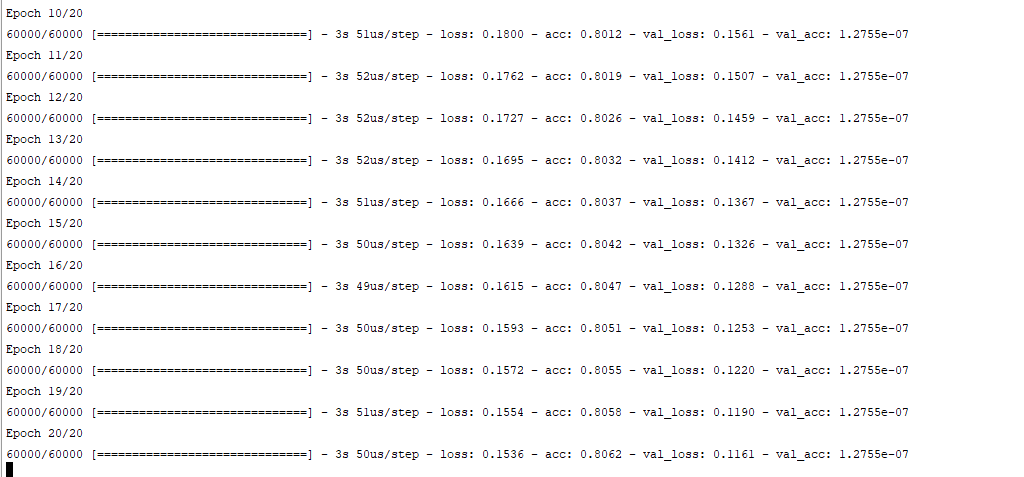 Epoch 10/20
60000/60000 [==============================] - 3s 51us/step - loss: 0.1800 - acc: 0.8012 - val_loss: 0.1561 - val_acc: 1.2755e-07
Epoch 11/20
60000/60000 [==============================] - 3s 52us/step - loss: 0.1762 - acc: 0.8019 - val_loss: 0.1507 - val_acc: 1.2755e-07
Epoch 12/20
60000/60000 [==============================] - 3s 52us/step - loss: 0.1727 - acc: 0.8026 - val_loss: 0.1459 - val_acc: 1.2755e-07
Epoch 13/20
60000/60000 [==============================] - 3s 52us/step - loss: 0.1695 - acc: 0.8032 - val_loss: 0.1412 - val_acc: 1.2755e-07
Epoch 14/20
60000/60000 [==============================] - 3s 51us/step - loss: 0.1666 - acc: 0.8037 - val_loss: 0.1367 - val_acc: 1.2755e-07
Epoch 15/20
60000/60000 [==============================] - 3s 50us/step - loss: 0.1639 - acc: 0.8042 - val_loss: 0.1326 - val_acc: 1.2755e-07
Epoch 16/20
60000/60000 [==============================] - 3s 49us/step - loss: 0.1615 - acc: 0.8047 - val_loss: 0.1288 - val_acc: 1.2755e-07
Epoch 17/20
60000/60000 [==============================] - 3s 50us/step - loss: 0.1593 - acc: 0.8051 - val_loss: 0.1253 - val_acc: 1.2755e-07
Epoch 18/20
60000/60000 [==============================] - 3s 50us/step - loss: 0.1572 - acc: 0.8055 - val_loss: 0.1220 - val_acc: 1.2755e-07
Epoch 19/20
60000/60000 [==============================] - 3s 51us/step - loss: 0.1554 - acc: 0.8058 - val_loss: 0.1190 - val_acc: 1.2755e-07
Epoch 20/20
60000/60000 [==============================] - 3s 50us/step - loss: 0.1536 - acc: 0.8062 - val_loss: 0.1161 - val_acc: 1.2755e-07